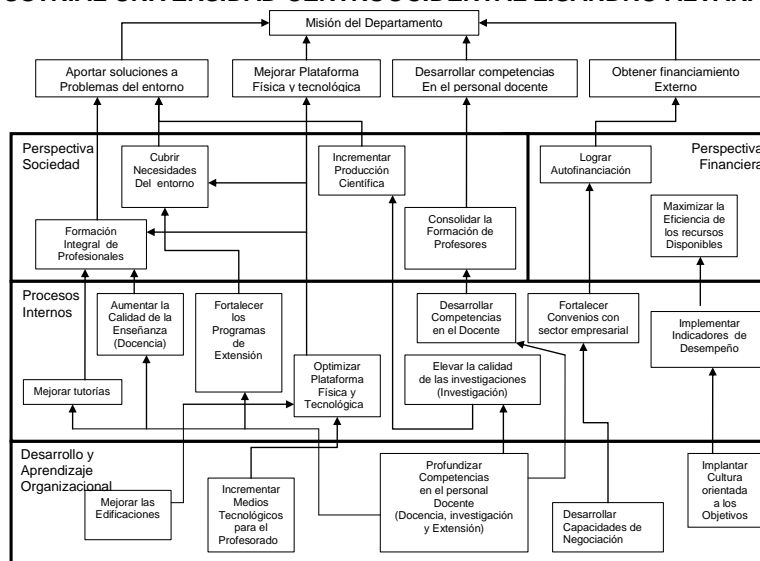 UNIVERSIDAD LISANDRO
Misión del Departamento
Aportar soluciones a
Problemas del entorno
Mejorar Plataforma
Física y tecnológica
Desarrollar competencias
En el personal docente
Obtener financiamiento
Externo
Perspectiva
Sociedad
Cubrir
Necesidades
Del entorno
Incrementar
Producción
Científica
Lograr
Autofinanciación
Perspectiva
Financiera
Formación
Integral de
Profesionales
Consolidar la
Formación de
Profesores
Maximizar la
Eficiencia de
los recursos
Disponibles
Procesos
Internos
Aumentar la
Calidad de la
Enseñanza
(Docencia)
Fortalecer
los
Programas
de
Extensión
Desarrollar
Competencias
en el Docente
Fortalecer
Convenios con
sector empresarial
Implementar
Indicadores de
Desempeño
Mejorar tutorías
Optimizar
Plataforma
Física y
Tecnológica
Elevar la calidad
de las investigaciones
(Investigación)
Desarrollo y
Aprendizaje
Organizacional
Mejorar las
Edificaciones
Incrementar
Medios
Tecnológicos
para el
Profesorado
Profundizar
Competencias
en el personal
Docente
(Docencia, investigación
y Extensión)
Desarrollar
Capacidades de
Negociación
Implantar
Cultura
orientada
a los
Objetivos